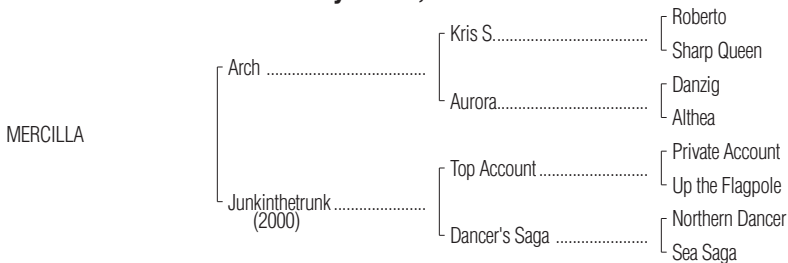 Roberto
Kris S.
Sharp Queen
Arch
Danzig
Aurora
Althea
MERCILLA
Private Account
Top Account
Up the Flagpole
Junkinthetrunk
(2000)
Northern Dancer
Dancer's Saga
Sea Saga